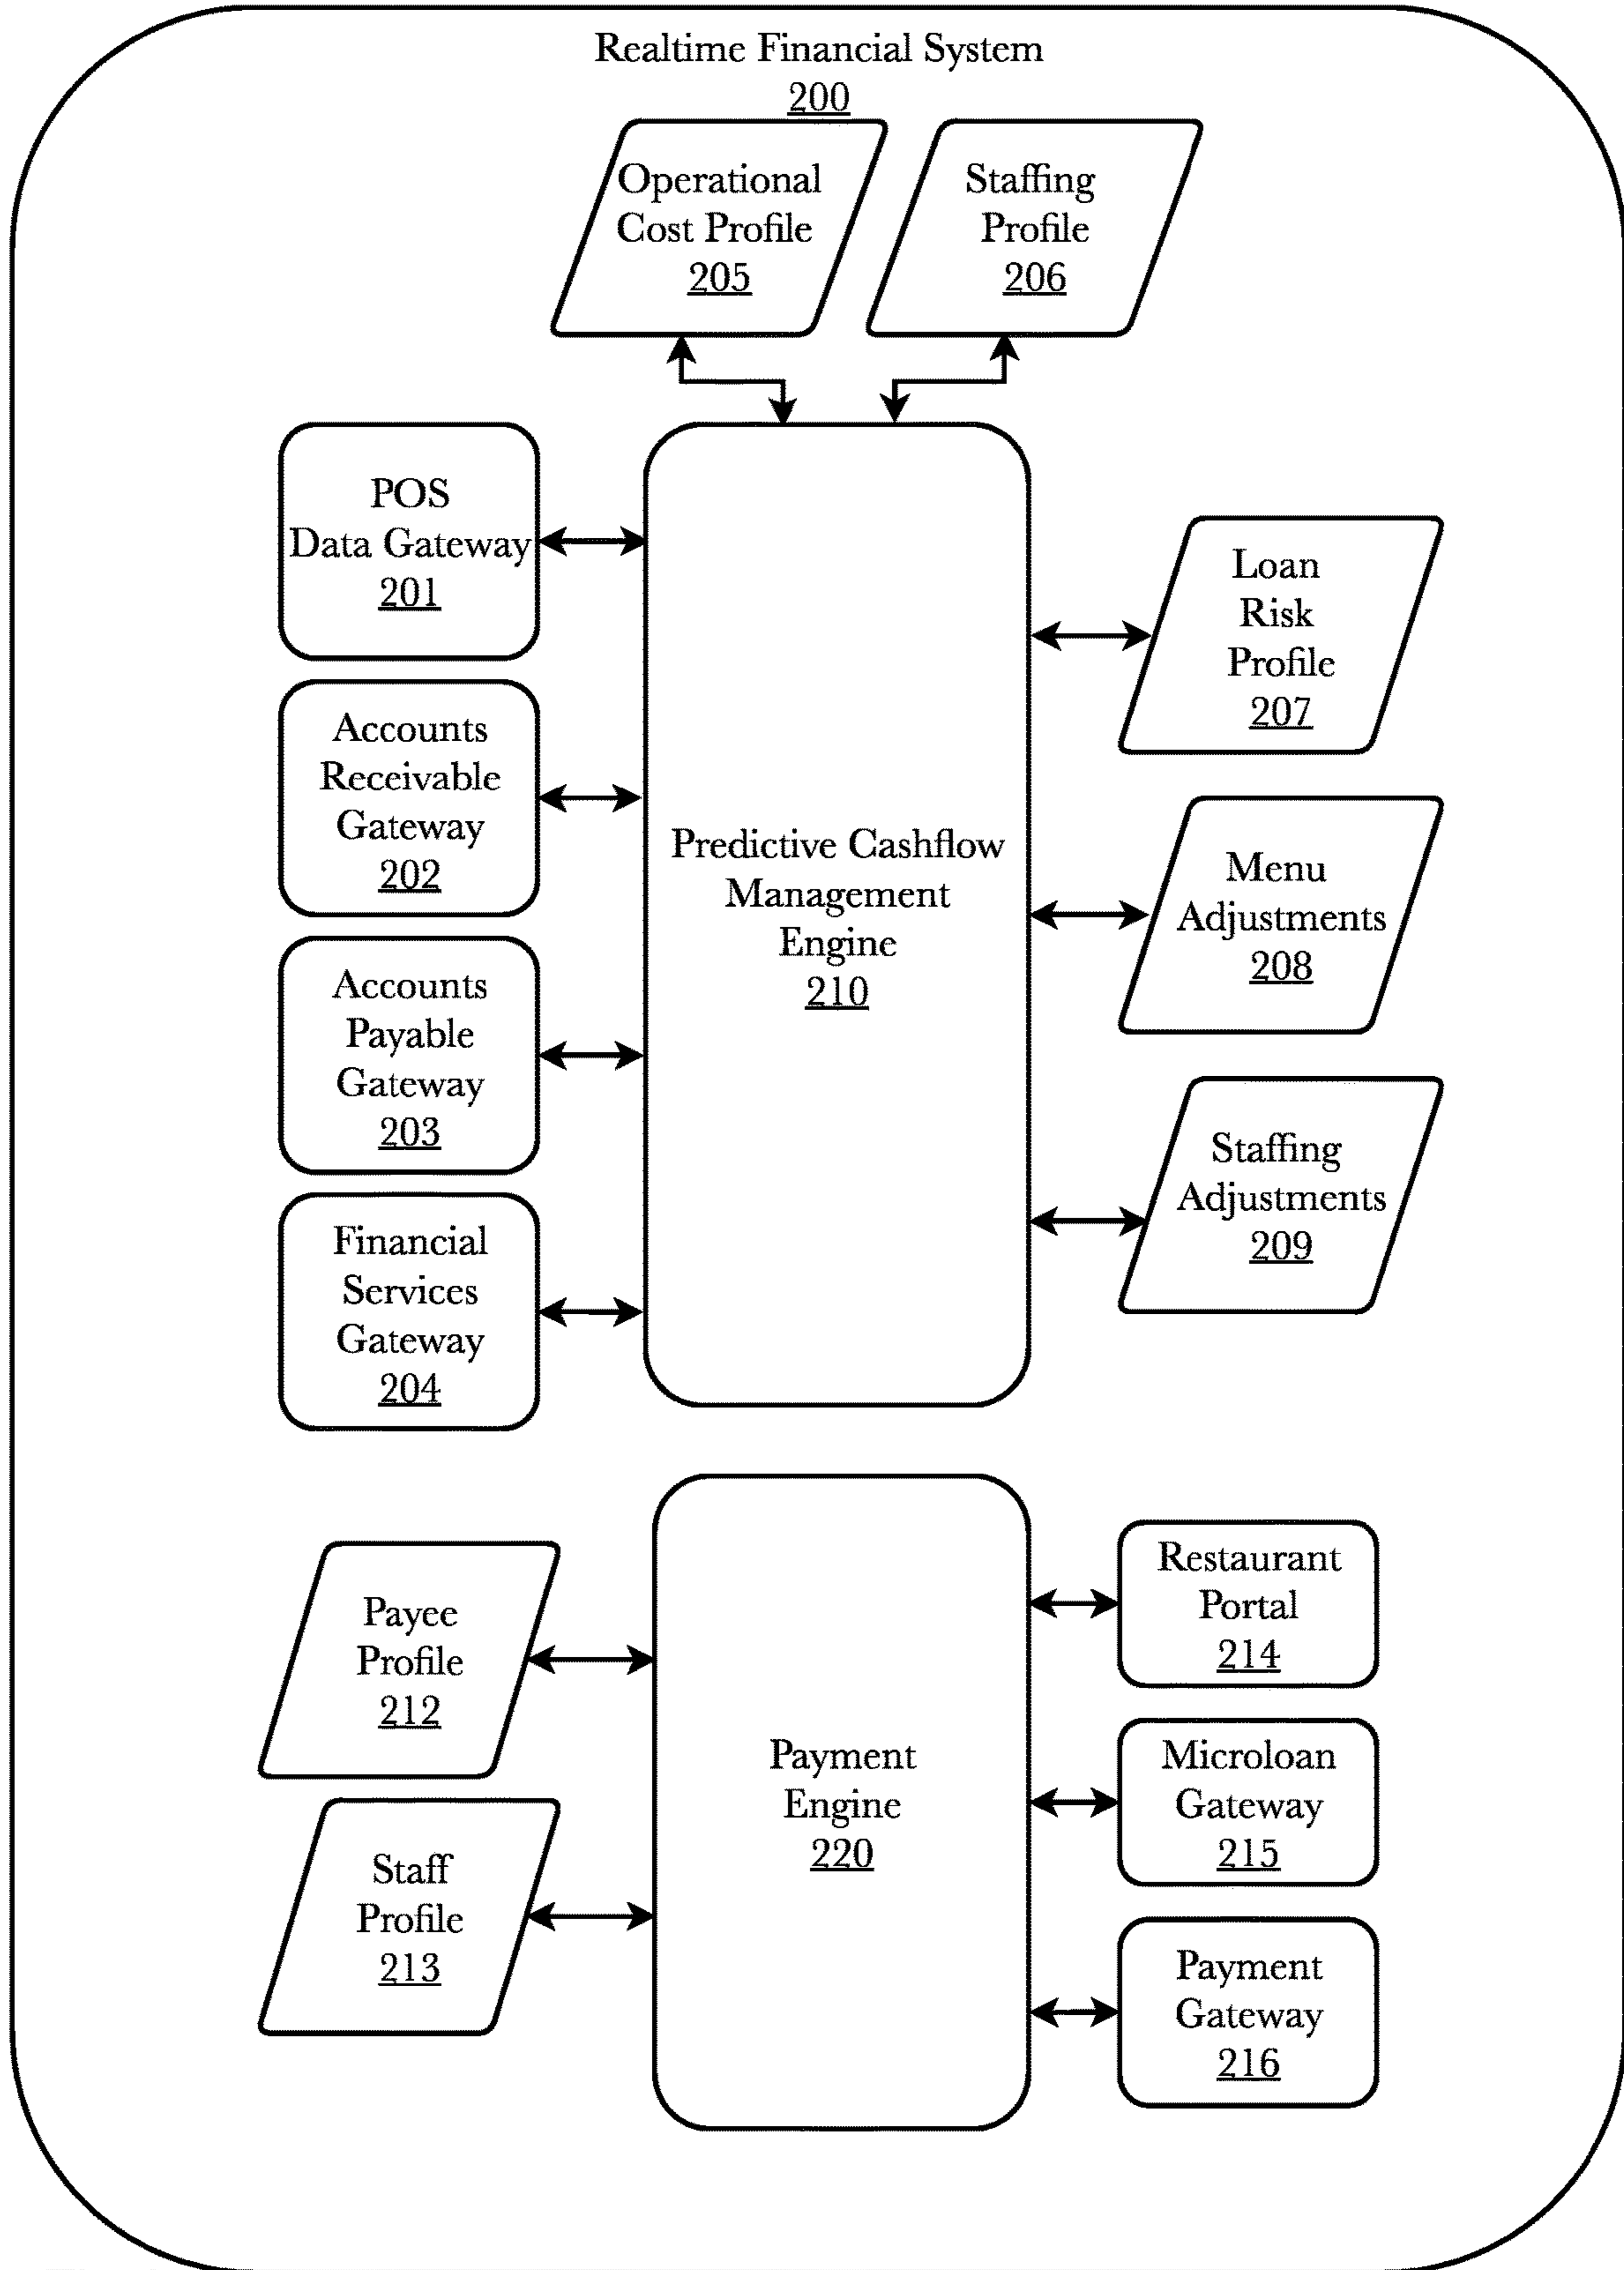 Realtime Financial System
200
Operational
Cost Profile
205
Staffing
Profile
206
POS
Data Gateway
201
Accounts
Receivable
Gateway
202
Accounts
Payable
Gateway
203
Financial
Services
Gateway
204
Predictive Cashflow
Management
Engine
210
Loan
Risk
Profile
207
Menu
Adjustments
208
Staffing
Adjustments
209
Payee
Profile
212
Staff
Profile
213
Payment
Engine
220
Restaurant
Portal
214
Microloan
Gateway
215
Payment
Gateway
216